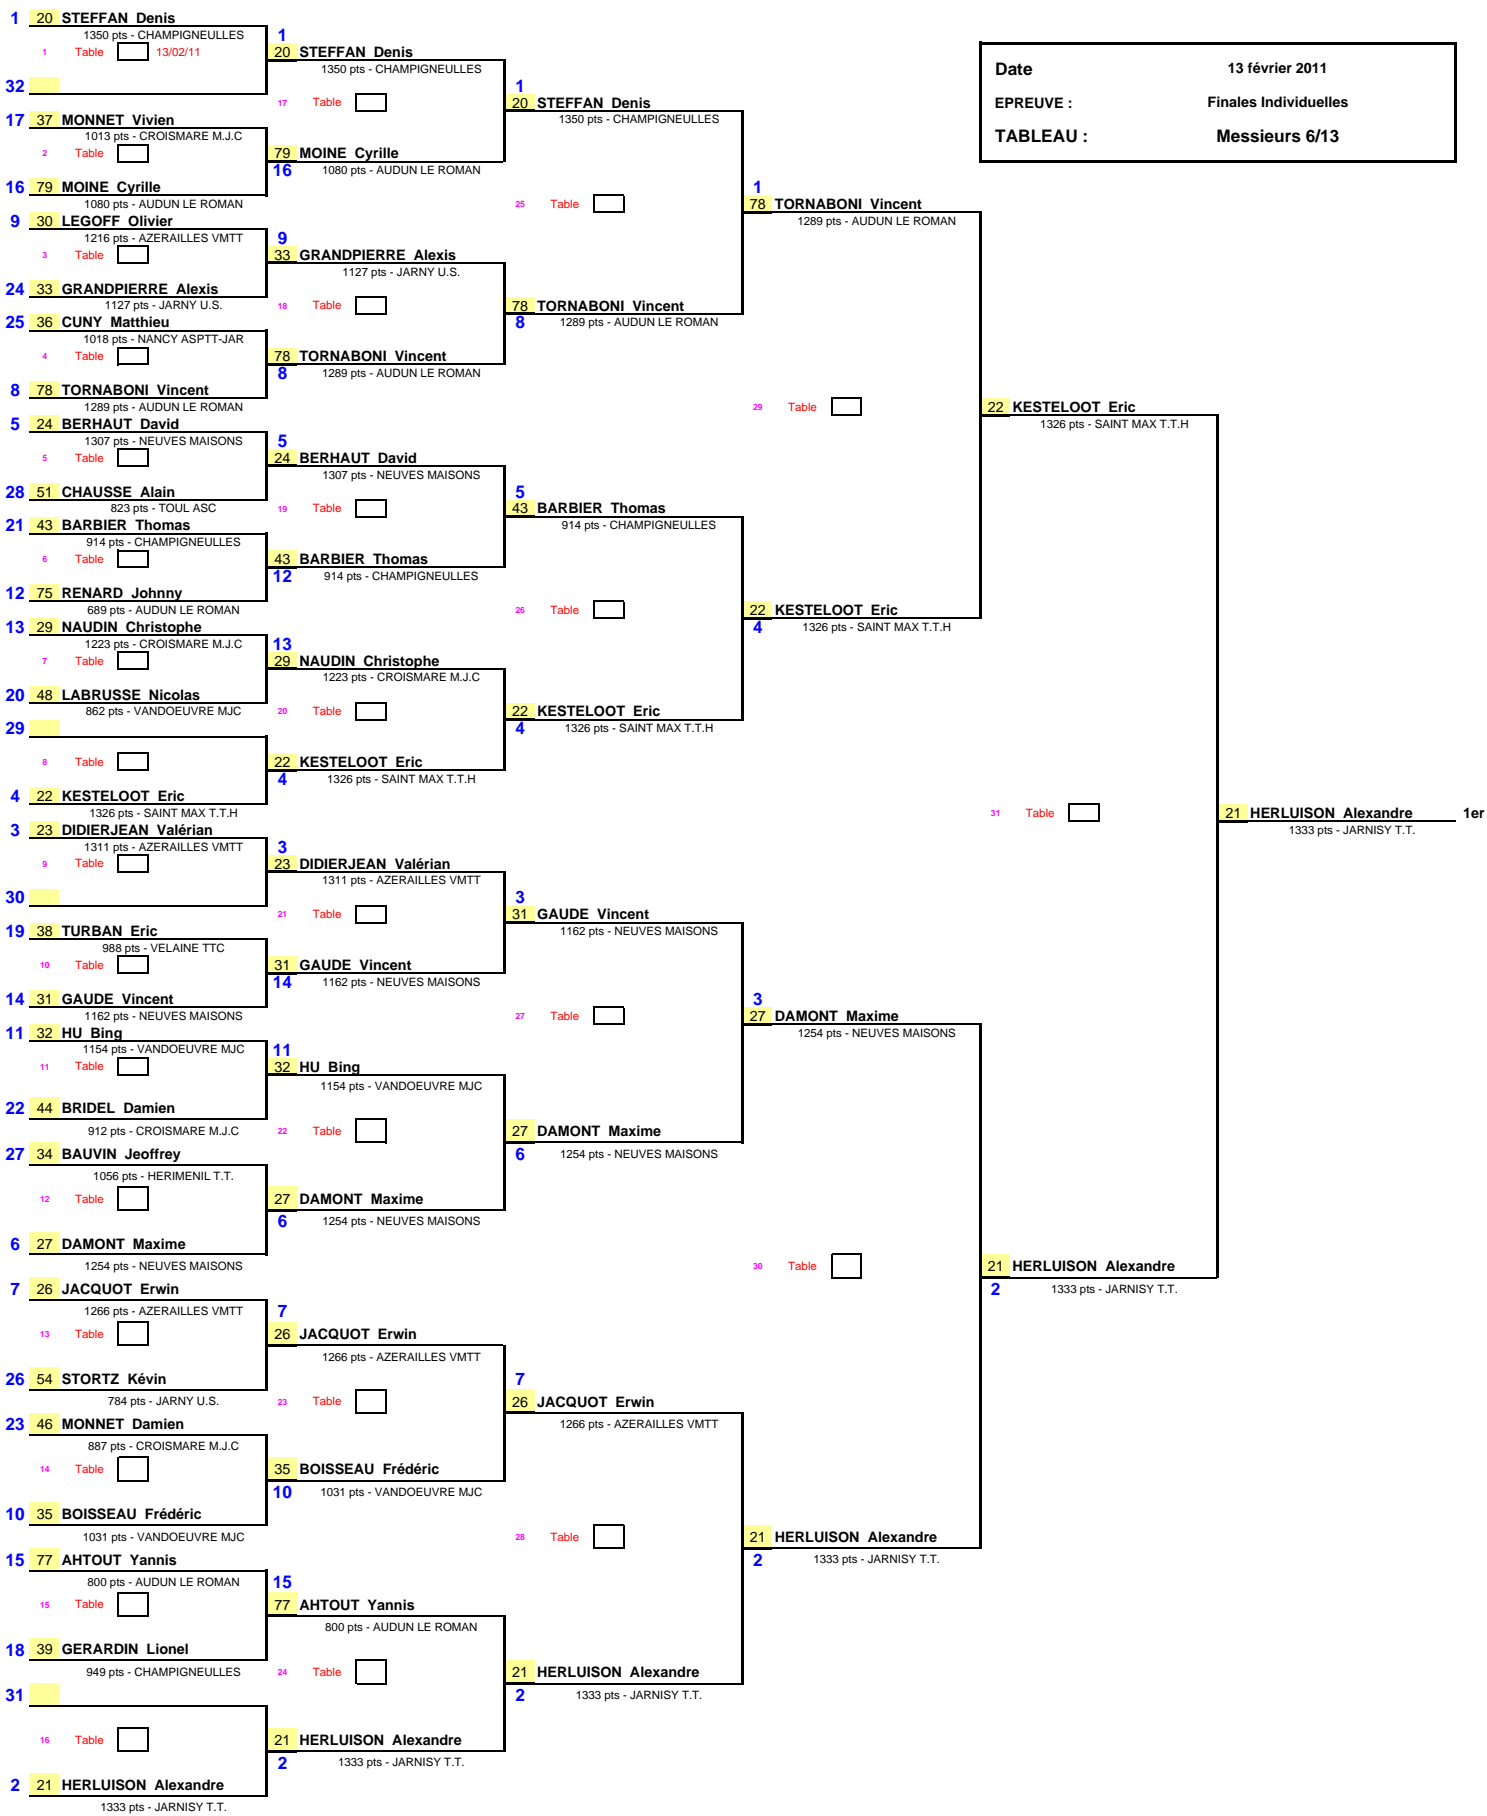 Date 13 février 2011
EPREUVE : Finales Individuelles
TABLEAU : Messieurs 6/13
1 20 STEFFAN Denis
1350 pts - CHAMPIGNEULLES
1 Table 13/02/11
32
17 37 MONNET Vivien
1013 pts - CROISMARE M.J.C
2 Table
16 79 MOINE Cyrille
1080 pts - AUDUN LE ROMAN
9 30 LEGOFF Olivier
1216 pts - AZERAILLES VMTT
3 Table
24 33 GRANDPIERRE Alexis
1127 pts - JARNY U.S.
25 36 CUNY Matthieu
1018 pts - NANCY ASPTT-JAR
4 Table
8 78 TORNABONI Vincent
1289 pts - AUDUN LE ROMAN
5 24 BERHAUT David
1307 pts - NEUVES MAISONS
5 Table
28 51 CHAUSSE Alain
823 pts - TOUL ASC
21 43 BARBIER Thomas
914 pts - CHAMPIGNEULLES
6 Table
12 75 RENARD Johnny
689 pts - AUDUN LE ROMAN
13 29 NAUDIN Christophe
1223 pts - CROISMARE M.J.C
7 Table
20 48 LABRUSSE Nicolas
862 pts - VANDOEUVRE MJC
29
8 Table
4 22 KESTELOOT Eric
1326 pts - SAINT MAX T.T.H
3 23 DIDIERJEAN Valérian
1311 pts - AZERAILLES VMTT
9 Table
30
19 38 TURBAN Eric
988 pts - VELAINE TTC
10 Table
14 31 GAUDE Vincent
1162 pts - NEUVES MAISONS
11 32 HU Bing
1154 pts - VANDOEUVRE MJC
11 Table
22 44 BRIDEL Damien
912 pts - CROISMARE M.J.C
27 34 BAUVIN Jeoffrey
1056 pts - HERIMENIL T.T.
12 Table
6 27 DAMONT Maxime
1254 pts - NEUVES MAISONS
7 26 JACQUOT Erwin
1266 pts - AZERAILLES VMTT
13 Table
26 54 STORTZ Kévin
784 pts - JARNY U.S.
23 46 MONNET Damien
887 pts - CROISMARE M.J.C
14 Table
10 35 BOISSEAU Frédéric
1031 pts - VANDOEUVRE MJC
15 77 AHTOUT Yannis
800 pts - AUDUN LE ROMAN
15 Table
18 39 GERARDIN Lionel
949 pts - CHAMPIGNEULLES
31
16 Table
2 21 HERLUISON Alexandre
1333 pts - JARNISY T.T.
1
20 STEFFAN Denis
1350 pts - CHAMPIGNEULLES
17 Table
79 MOINE Cyrille
16 1080 pts - AUDUN LE ROMAN
9
33 GRANDPIERRE Alexis
1127 pts - JARNY U.S.
18 Table
78 TORNABONI Vincent
8 1289 pts - AUDUN LE ROMAN
5
24 BERHAUT David
1307 pts - NEUVES MAISONS
19 Table
43 BARBIER Thomas
12 914 pts - CHAMPIGNEULLES
13
29 NAUDIN Christophe
1223 pts - CROISMARE M.J.C
20 Table
22 KESTELOOT Eric
4 1326 pts - SAINT MAX T.T.H
3
23 DIDIERJEAN Valérian
1311 pts - AZERAILLES VMTT
21 Table
31 GAUDE Vincent
14 1162 pts - NEUVES MAISONS
11
32 HU Bing
1154 pts - VANDOEUVRE MJC
22 Table
27 DAMONT Maxime
6 1254 pts - NEUVES MAISONS
7
26 JACQUOT Erwin
1266 pts - AZERAILLES VMTT
23 Table
35 BOISSEAU Frédéric
10 1031 pts - VANDOEUVRE MJC
15
77 AHTOUT Yannis
800 pts - AUDUN LE ROMAN
24 Table
21 HERLUISON Alexandre
2 1333 pts - JARNISY T.T.
1
20 STEFFAN Denis
1350 pts - CHAMPIGNEULLES
25 Table
78 TORNABONI Vincent
8 1289 pts - AUDUN LE ROMAN
5
43 BARBIER Thomas
914 pts - CHAMPIGNEULLES
26 Table
22 KESTELOOT Eric
4 1326 pts - SAINT MAX T.T.H
3
31 GAUDE Vincent
1162 pts - NEUVES MAISONS
27 Table
27 DAMONT Maxime
6 1254 pts - NEUVES MAISONS
7
26 JACQUOT Erwin
1266 pts - AZERAILLES VMTT
28 Table
21 HERLUISON Alexandre
2 1333 pts - JARNISY T.T.
1
78 TORNABONI Vincent
1289 pts - AUDUN LE ROMAN
29 Table
22 KESTELOOT Eric
4 1326 pts - SAINT MAX T.T.H
3
27 DAMONT Maxime
1254 pts - NEUVES MAISONS
30 Table
21 HERLUISON Alexandre
2 1333 pts - JARNISY T.T.
22 KESTELOOT Eric
1326 pts - SAINT MAX T.T.H
31 Table
21 HERLUISON Alexandre
2 1333 pts - JARNISY T.T.
21 HERLUISON Alexandre 1er
1333 pts - JARNISY T.T.